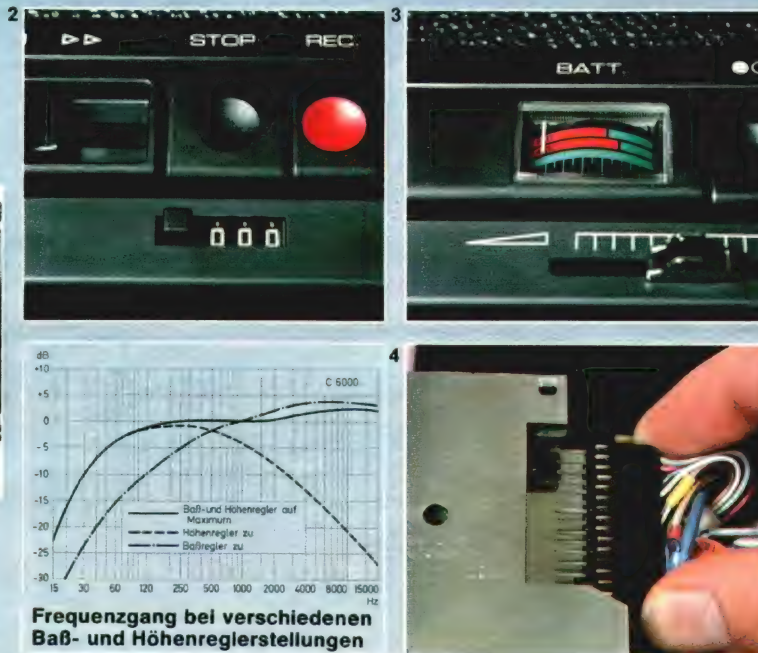 2
▷▷ STOP REC
0 0 0
3
BATT.
dB
+10
+5
0
-5
-10
-15
-20
-25
-30
C 6000
Baß- und Höhenregler auf
Maximum
Höhenregler zu
Baßregler zu
15 30 60 120 250 500 1000 2000 4000 8000 15000
Hz
Frequenzgang bei verschiedenen
Baß- und Höhenreglerstellungen
4